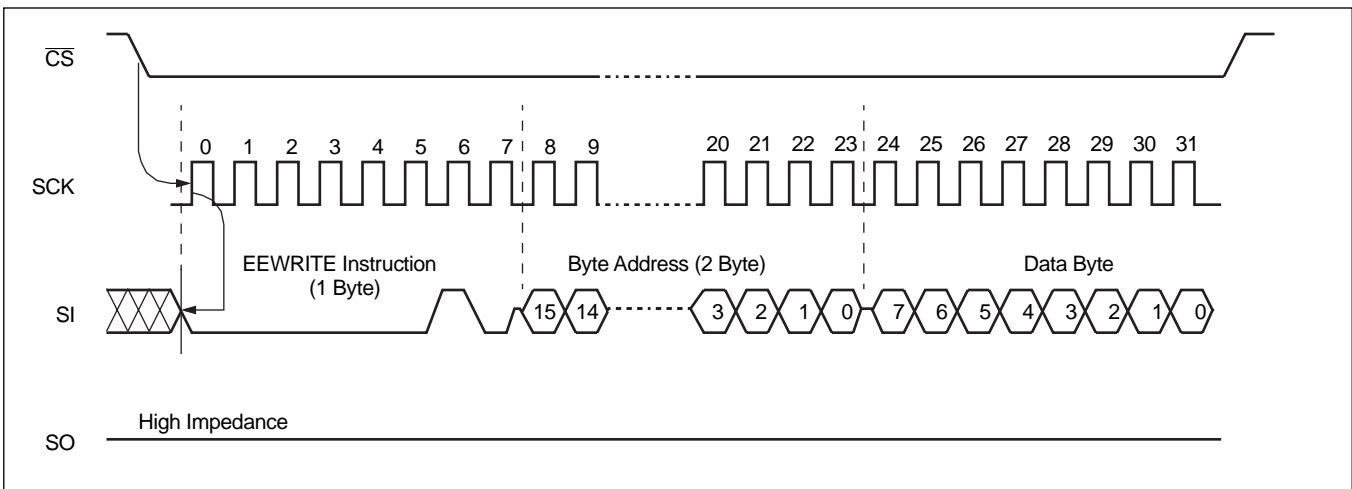 CS
0 1 2 3 4 5 6 7 8 9 20 21 22 23 24 25 26 27 28 29 30 31
SCK
EEWRITE Instruction
(1 Byte)
Byte Address (2 Byte)
Data Byte
SI
15 14 3 2 1 0 7 6 5 4 3 2 1 0
High Impedance
SO